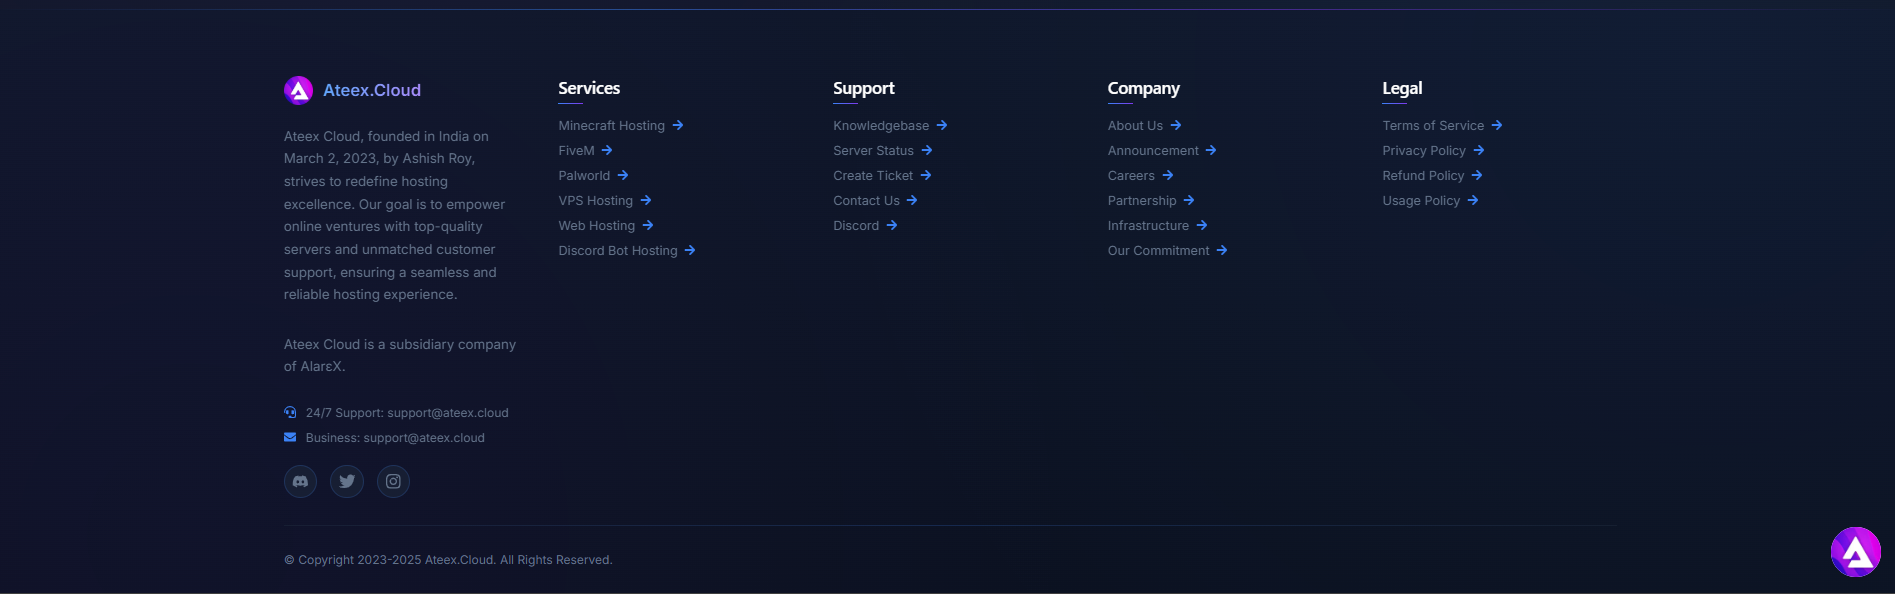 Ateex.Cloud
Ateex Cloud, founded in India on
March 2, 2023, by Ashish Roy,
strives to redefine hosting
excellence. Our goal is to empower
online ventures with top-quality
servers and unmatched customer
support, ensuring a seamless and
reliable hosting experience.
Ateex Cloud is a subsidiary company
of AlarεX.
24/7 Support: support@ateex.cloud
Business: support@ateex.cloud
Services
Minecraft Hosting
FiveM
Palworld
VPS Hosting
Web Hosting
Discord Bot Hosting
Support
Knowledgebase
Server Status
Create Ticket
Contact Us
Discord
Company
About Us
Announcement
Careers
Partnership
Infrastructure
Our Commitment
Legal
Terms of Service
Privacy Policy
Refund Policy
Usage Policy
© Copyright 2023-2025 Ateex.Cloud. All Rights Reserved.